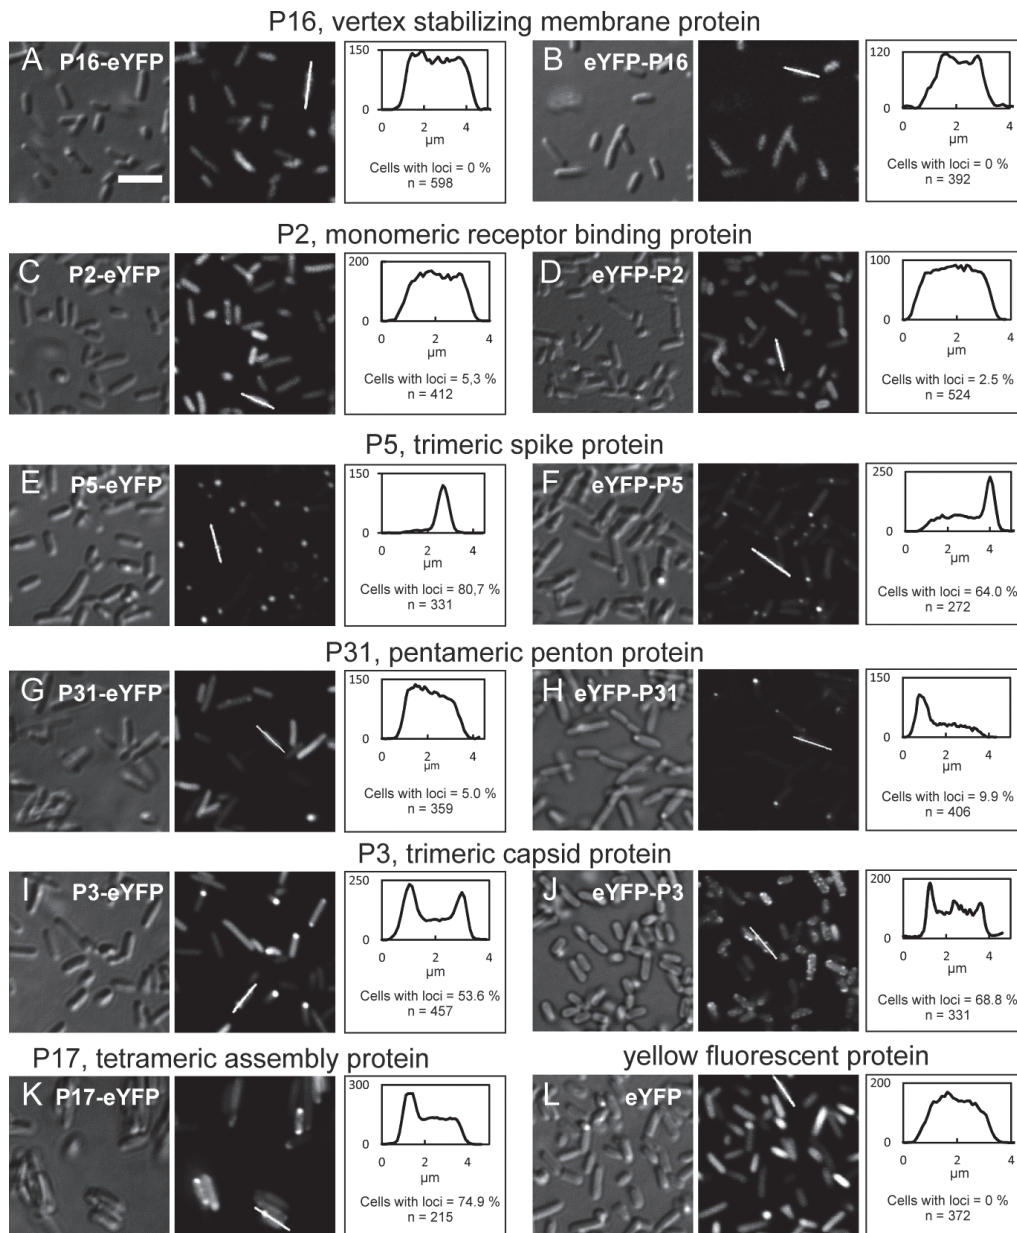 P16, vertex stabilizing membrane protein
A P16-eYFP
150
0
0 2 4
µm
Cells with loci = 0 %
n = 598
B eYFP-P16
120
0
0 2 4
µm
Cells with loci = 0 %
n = 392
P2, monomeric receptor binding protein
C P2-eYFP
200
0
0 2 4
µm
Cells with loci = 5,3 %
n = 412
D eYFP-P2
100
0
0 2 4
µm
Cells with loci = 2.5 %
n = 524
P5, trimeric spike protein
E P5-eYFP
150
0
0 2 4
µm
Cells with loci = 80,7 %
n = 331
F eYFP-P5
250
0
0 2 4
µm
Cells with loci = 64.0 %
n = 272
P31, pentameric penton protein
G P31-eYFP
150
0
0 2 4
µm
Cells with loci = 5.0 %
n = 359
H eYFP-P31
150
0
0 2 4
µm
Cells with loci = 9.9 %
n = 406
P3, trimeric capsid protein
I P3-eYFP
250
0
0 2 4
µm
Cells with loci = 53.6 %
n = 457
J eYFP-P3
200
0
0 2 4
µm
Cells with loci = 68.8 %
n = 331
P17, tetrameric assembly protein
K P17-eYFP
300
0
0 2 4
µm
Cells with loci = 74.9 %
n = 215
yellow fluorescent protein
L eYFP
200
0
0 2 4
µm
Cells with loci = 0 %
n = 372